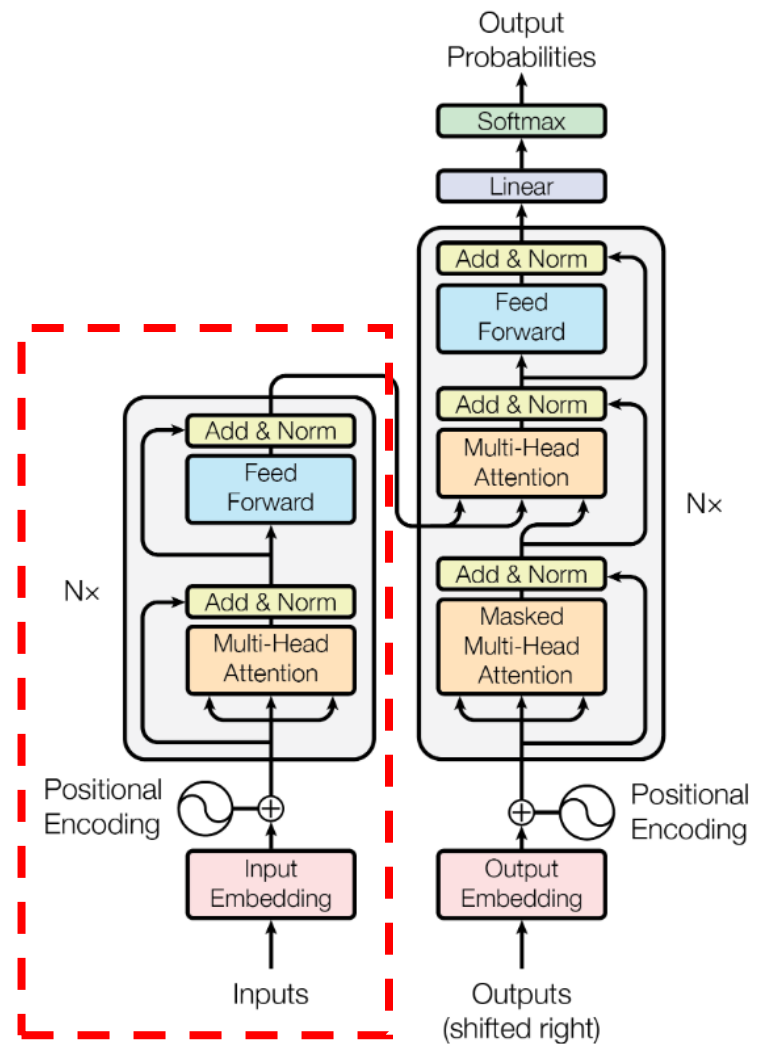 Output
Probabilities
Softmax
Linear
Add & Norm
Feed
Forward
Add & Norm
Multi-Head
Attention
Add & Norm
Masked
Multi-Head
Attention
Nx
Positional
Encoding
Output
Embedding
Outputs
(shifted right)
Add & Norm
Feed
Forward
Add & Norm
Multi-Head
Attention
Nx
Positional
Encoding
Input
Embedding
Inputs